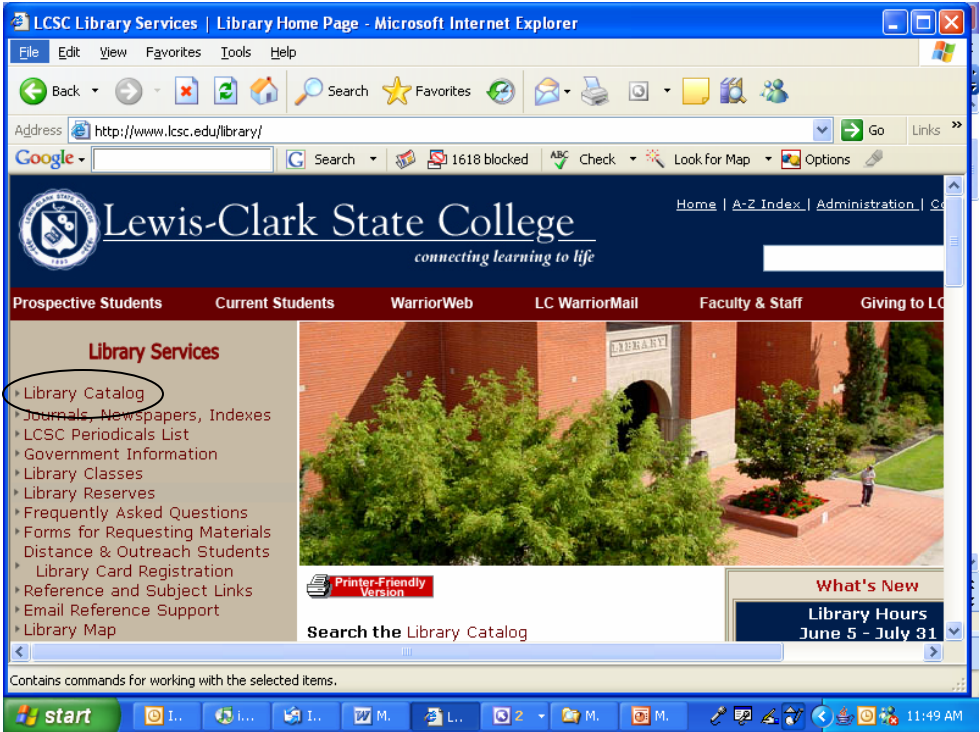 LCSC Library Services | Library Home Page - Microsoft Internet Explorer
File Edit View Favorites Tools Help
Back Search Favorites
Address http://www.lcsc.edu/library/ Go Links »
Google Search 1618 blocked ABC Check Look for Map Options
Home | A-Z Index | Administration | Co
Lewis-Clark State College
connecting learning to life
Prospective Students Current Students WarriorWeb LC WarriorMail Faculty & Staff Giving to LC
Library Services
LIBRARY
Library Catalog
Journals, Newspapers, Indexes
LCSC Periodicals List
Government Information
Library Classes
Library Reserves
Frequently Asked Questions
Forms for Requesting Materials
Distance & Outreach Students
Library Card Registration
Reference and Subject Links
Email Reference Support
Library Map
Printer-Friendly
Version
Search the Library Catalog
What's New
Library Hours
June 5 - July 31
Contains commands for working with the selected items.
start I.. i... I.. M. L.. 2 M. M. 11:49 AM